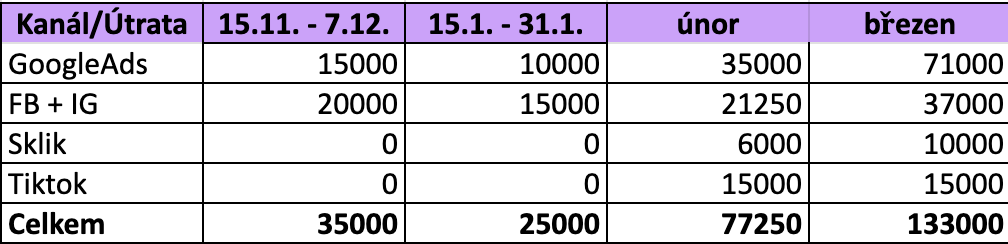 Kanál/Útrata 15.11. - 7.12. 15.1. - 31.1. únor březen
GoogleAds 15000 10000 35000 71000
FB + IG 20000 15000 21250 37000
Sklik 0 0 6000 10000
Tiktok 0 0 15000 15000
Celkem 35000 25000 77250 133000